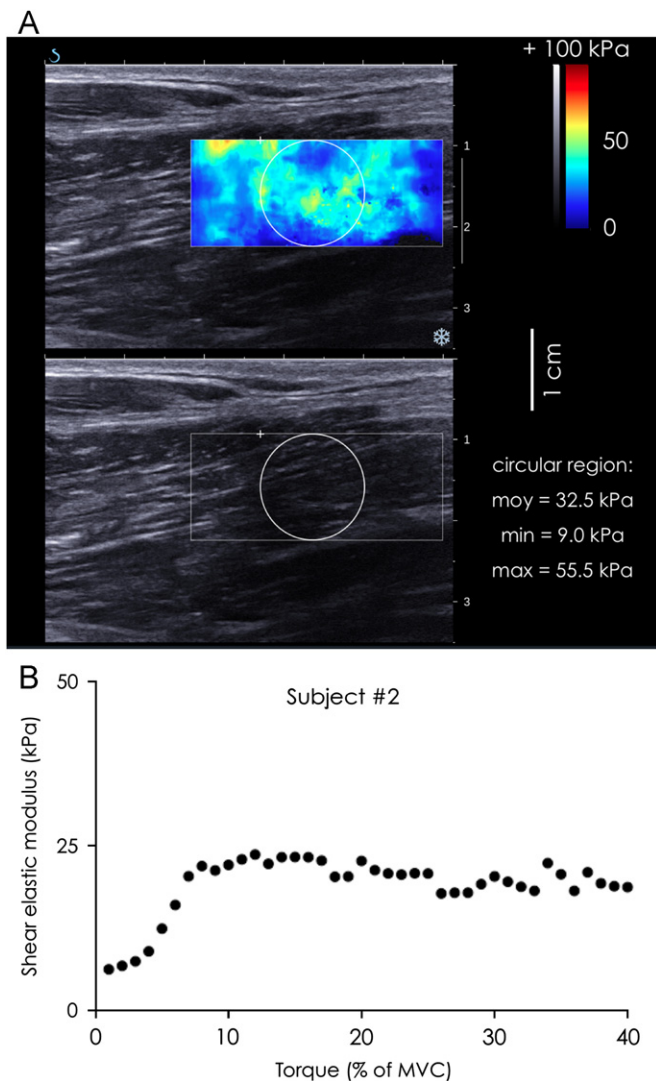 A
+ 100 kPa
50
0
1
2
3
1 cm
1
3
circular region:
moy = 32.5 kPa
min = 9.0 kPa
max = 55.5 kPa
B
Subject #2
Shear elastic modulus (kPa)
50
25
0
0
10
20
30
40
Torque (% of MVC)